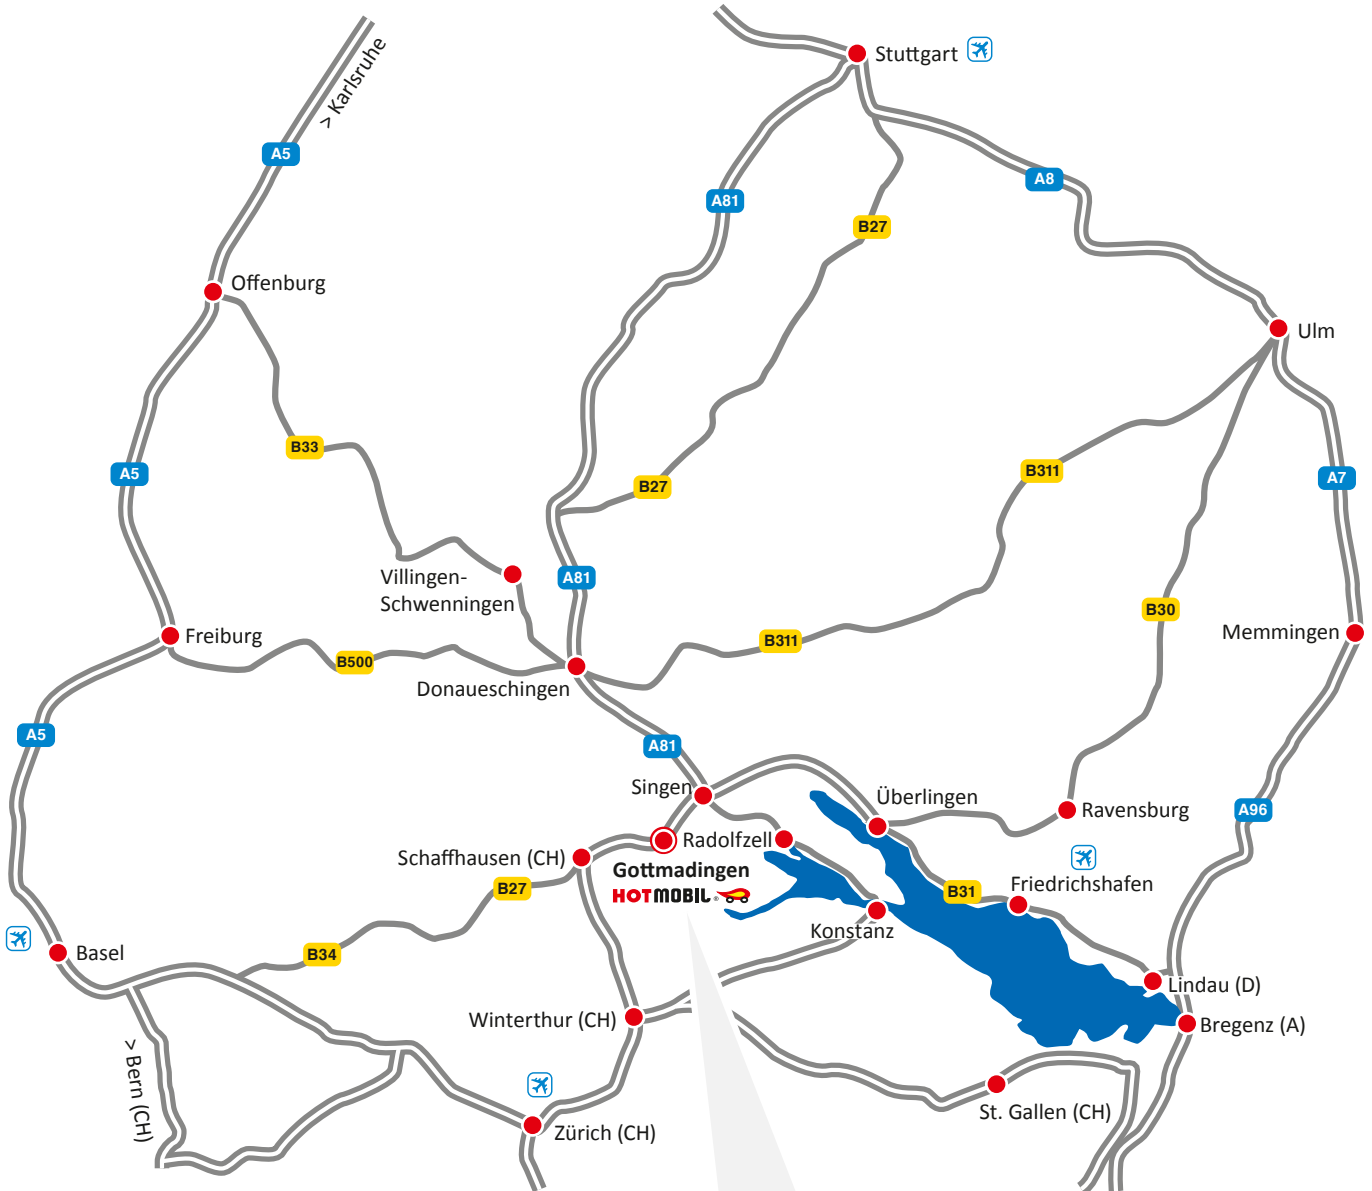 > Karlsruhe
Stuttgart
A5
A8
A81
B27
Offenburg
Ulm
B33
A5
B27
B311
A7
Villingen-
Schwenningen
A81
B30
Freiburg
B311
Memmingen
B500
Donaueschingen
A5
A81
Singen
Überlingen
Ravensburg
A96
Radolfzell
Schaffhausen (CH)
Gottmadingen
HOTMOBIL®
B27
B31
Friedrichshafen
Konstanz
Basel
B34
Lindau (D)
Winterthur (CH)
Bregenz (A)
> Bern (CH)
St. Gallen (CH)
Zürich (CH)